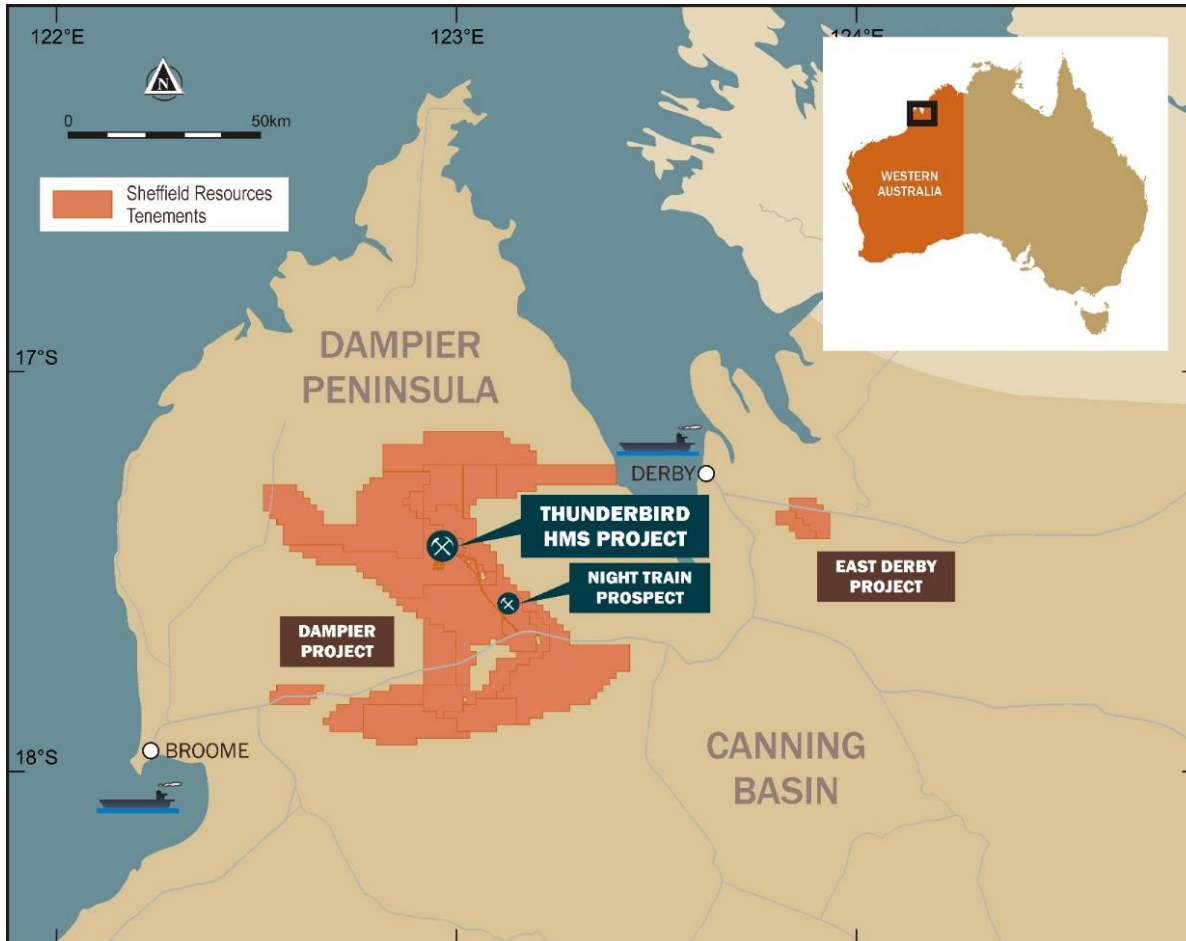 122°E
123°E
124°E
N
0
50km
Sheffield Resources
Tenements
WESTERN
AUSTRALIA
DAMPIER
PENINSULA
17°S
DERBY
THUNDERBIRD
HMS PROJECT
NIGHT TRAIN
PROSPECT
EAST DERBY
PROJECT
DAMPIER
PROJECT
18°S
BROOME
CANNING
BASIN